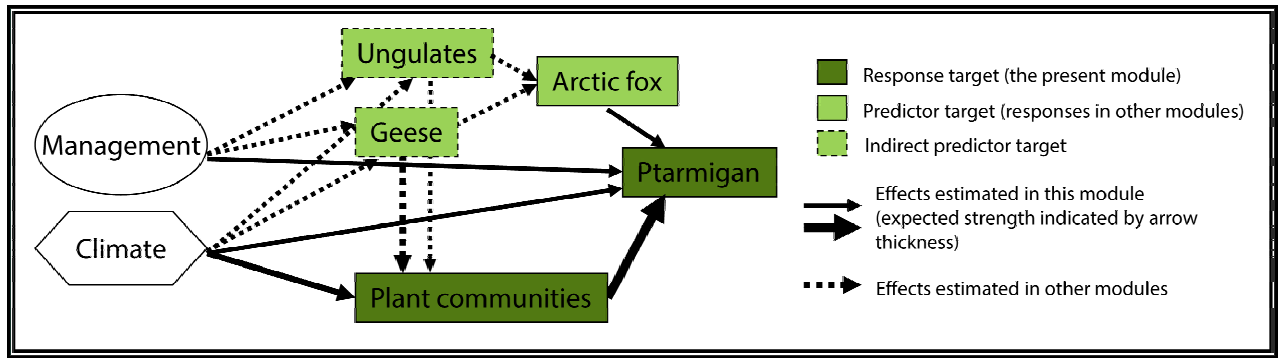 Ungulates
Arctic fox
Geese
Management
Ptarmigan
Climate
Plant communities
Response target (the present module)
Predictor target (responses in other modules)
Indirect predictor target
Effects estimated in this module
(expected strength indicated by arrow
thickness)
Effects estimated in other modules